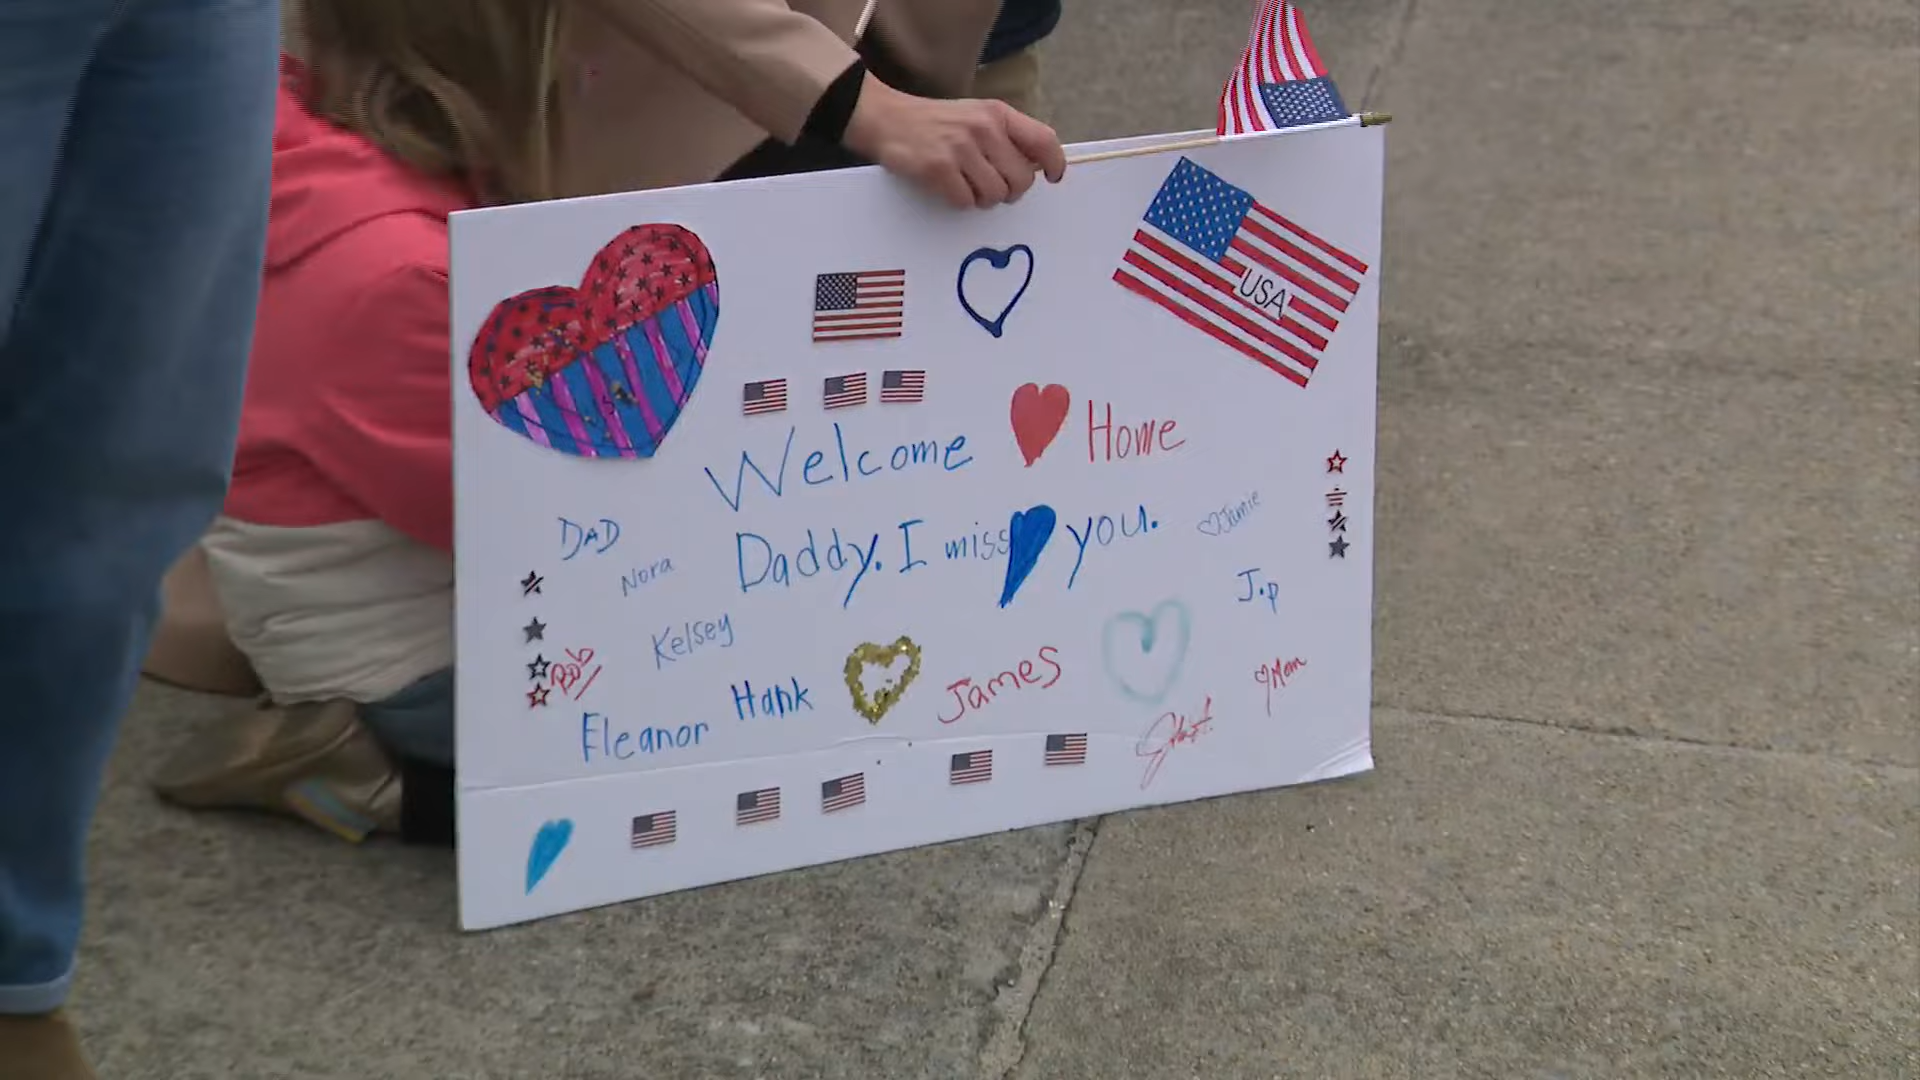 USA
Welcome Home
Daddy. I miss you.
Jamie
DAD
Nora
J.p
Kelsey
Bob
Hank
James
Mom
Eleanor